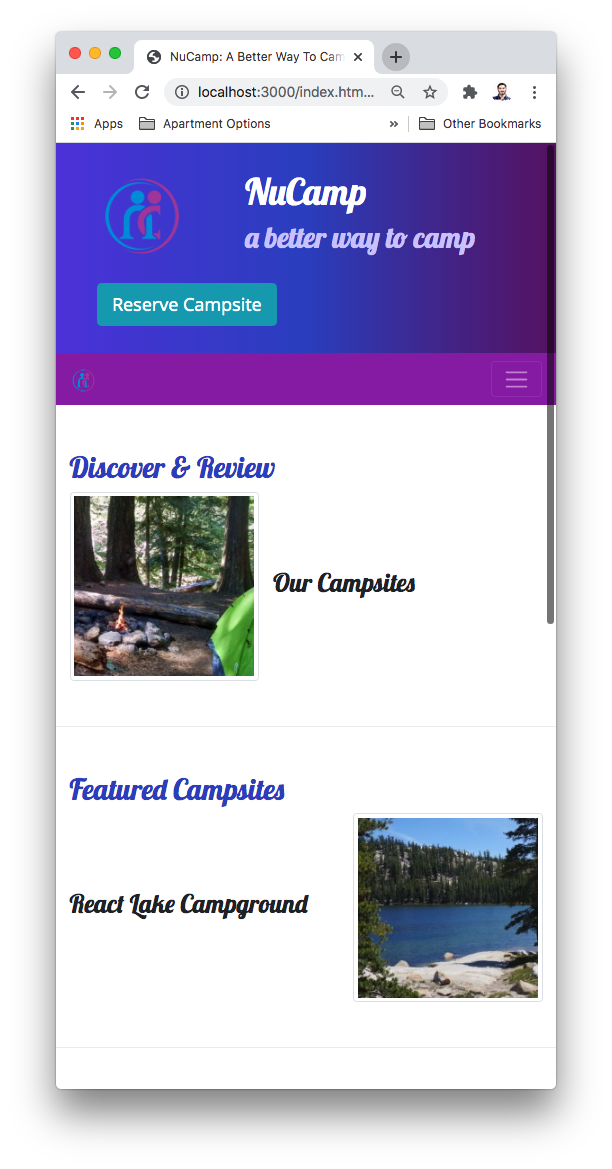 NuCamp: A Better Way To Cam
localhost:3000/index.htm...
Apps
Apartment Options
»
Other Bookmarks
NuCamp
a better way to camp
Reserve Campsite
Discover & Review
Our Campsites
Featured Campsites
React Lake Campground